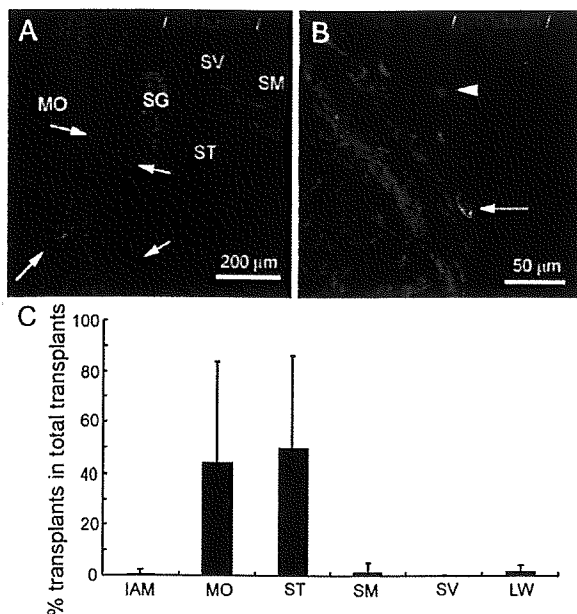 A
B
SV
SM
MO
SG
ST
200 μm
50 μm
C
% transplants in total transplants
100
80
60
40
20
0
IAM MO ST SM SV LW